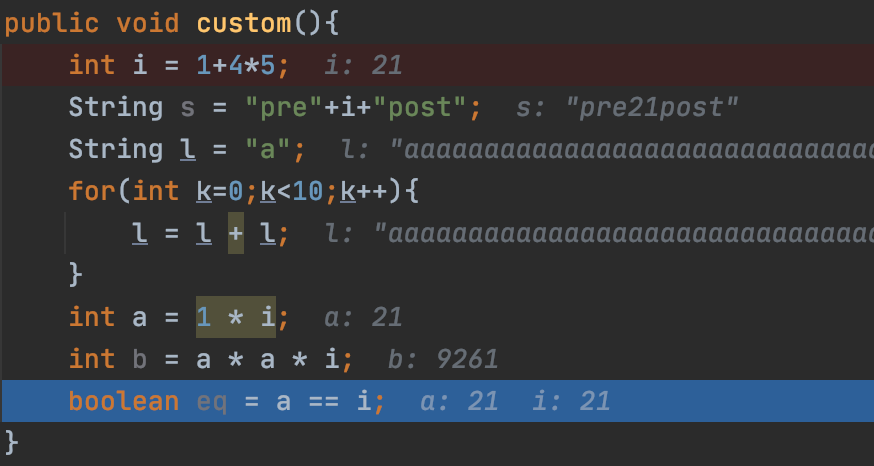 public void custom(){
int i = 1+4*5; i: 21
String s = "pre"+i+"post"; s: "pre21post"
String l = "a"; l: "aaaaaaaaaaaaaaaaaaaaaaaaaaaaaa
for(int k=0;k<10;k++){
l = l + l; l: "aaaaaaaaaaaaaaaaaaaaaaaaaaaaaaa
}
int a = 1 * i; a: 21
int b = a * a * i; b: 9261
boolean eq = a == i; a: 21 i: 21
}